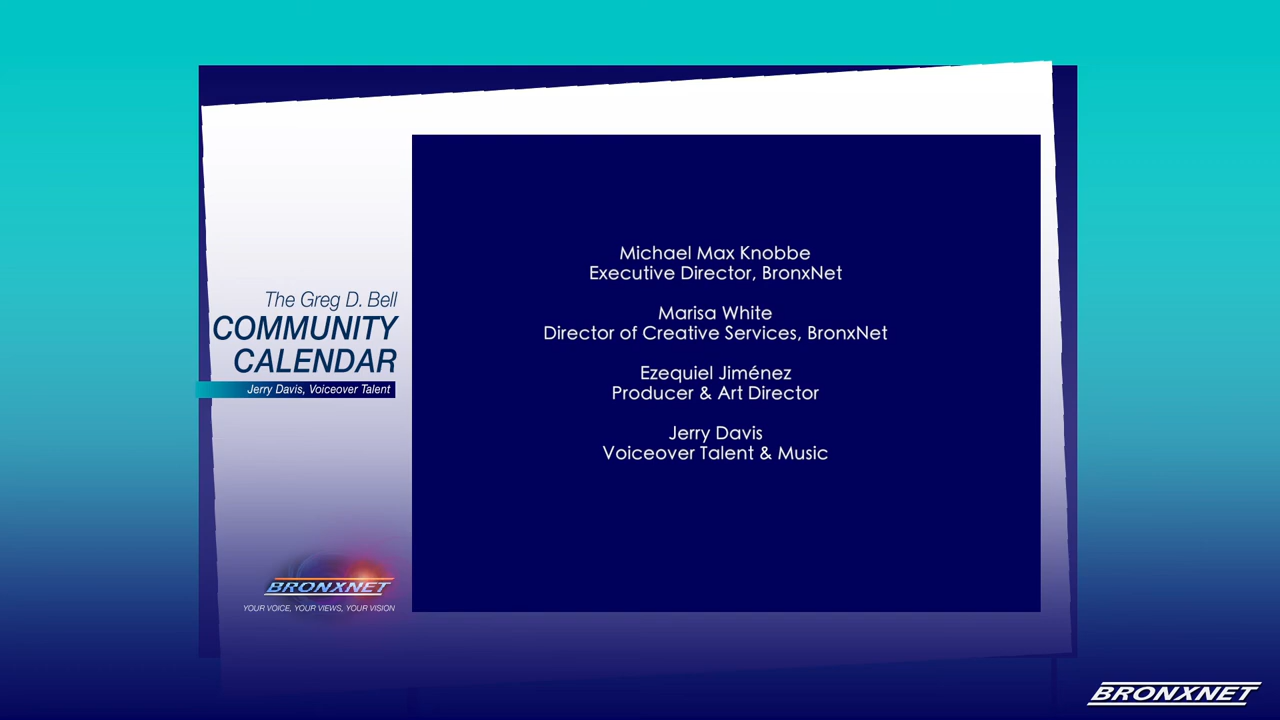 The Greg D. Bell
COMMUNITY
CALENDAR
Jerry Davis, Voiceover Talent
BRONXNET
YOUR VOICE, YOUR VIEWS, YOUR VISION
Michael Max Knobbe
Executive Director, BronxNet
Marisa White
Director of Creative Services, BronxNet
Ezequiel Jiménez
Producer & Art Director
Jerry Davis
Voiceover Talent & Music
BRONXNET